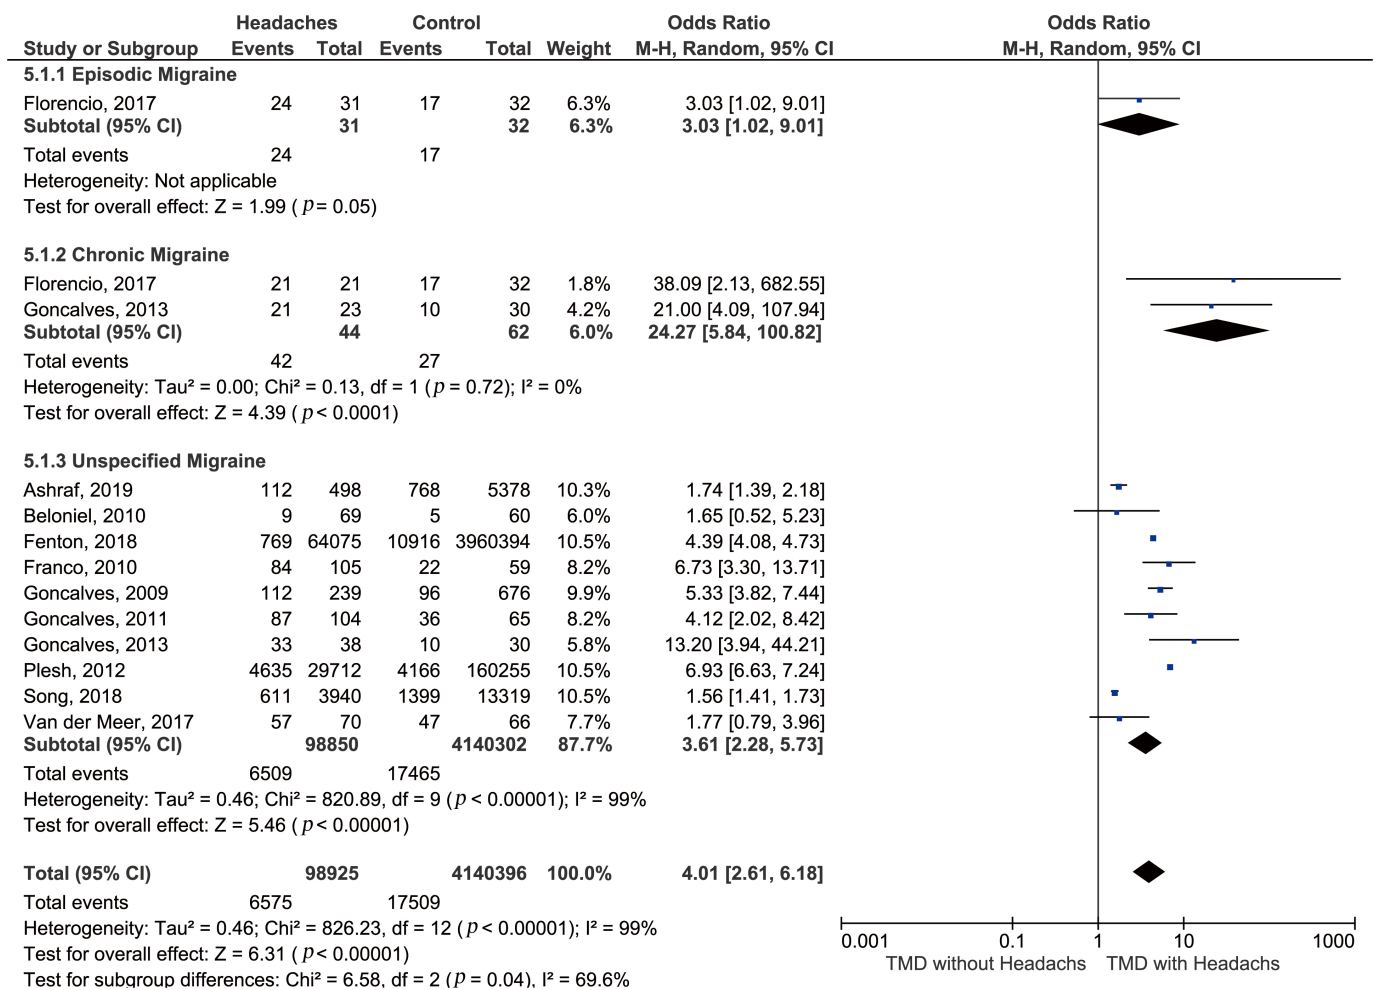 Headaches Control Odds Ratio Odds Ratio
Study or Subgroup Events Total Events Total Weight M-H, Random, 95% CI M-H, Random, 95% CI
5.1.1 Episodic Migraine
Florencio, 2017 24 31 17 32 6.3% 3.03 [1.02, 9.01]
Subtotal (95% CI) 31 32 6.3% 3.03 [1.02, 9.01]
Total events 24 17
Heterogeneity: Not applicable
Test for overall effect: Z = 1.99 ( p = 0.05)
5.1.2 Chronic Migraine
Florencio, 2017 21 21 17 32 1.8% 38.09 [2.13, 682.55]
Goncalves, 2013 21 23 10 30 4.2% 21.00 [4.09, 107.94]
Subtotal (95% CI) 44 62 6.0% 24.27 [5.84, 100.82]
Total events 42 27
Heterogeneity: Tau² = 0.00; Chi² = 0.13, df = 1 ( p = 0.72); I² = 0%
Test for overall effect: Z = 4.39 ( p < 0.0001)
5.1.3 Unspecified Migraine
Ashraf, 2019 112 498 768 5378 10.3% 1.74 [1.39, 2.18]
Beloniel, 2010 9 69 5 60 6.0% 1.65 [0.52, 5.23]
Fenton, 2018 769 64075 10916 3960394 10.5% 4.39 [4.08, 4.73]
Franco, 2010 84 105 22 59 8.2% 6.73 [3.30, 13.71]
Goncalves, 2009 112 239 96 676 9.9% 5.33 [3.82, 7.44]
Goncalves, 2011 87 104 36 65 8.2% 4.12 [2.02, 8.42]
Goncalves, 2013 33 38 10 30 5.8% 13.20 [3.94, 44.21]
Plesh, 2012 4635 29712 4166 160255 10.5% 6.93 [6.63, 7.24]
Song, 2018 611 3940 1399 13319 10.5% 1.56 [1.41, 1.73]
Van der Meer, 2017 57 70 47 66 7.7% 1.77 [0.79, 3.96]
Subtotal (95% CI) 98850 4140302 87.7% 3.61 [2.28, 5.73]
Total events 6509 17465
Heterogeneity: Tau² = 0.46; Chi² = 820.89, df = 9 ( p < 0.00001); I² = 99%
Test for overall effect: Z = 5.46 ( p < 0.00001)
Total (95% CI) 98925 4140396 100.0% 4.01 [2.61, 6.18]
Total events 6575 17509
Heterogeneity: Tau² = 0.46; Chi² = 826.23, df = 12 ( p < 0.00001); I² = 99%
Test for overall effect: Z = 6.31 ( p < 0.00001)
Test for subgroup differences: Chi² = 6.58, df = 2 ( p = 0.04), I² = 69.6%
0.001 0.1 1 10 1000
TMD without Headachs TMD with Headachs